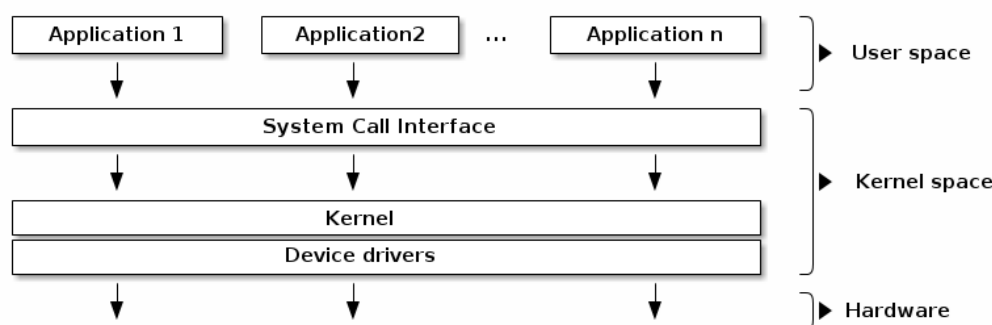 Application 1
Application2
...
Application n
User space
System Call Interface
Kernel space
Kernel
Device drivers
Hardware